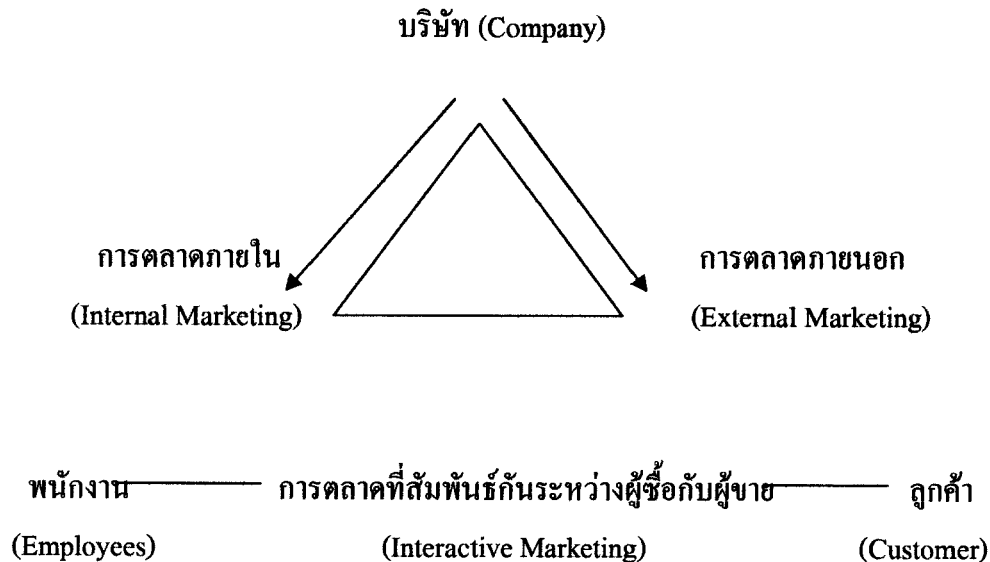 บริษัท (Company)
การตลาดภายใน การตลาดภายนอก
(Internal Marketing) (External Marketing)
พนักงาน การตลาดที่สัมพันธ์กันระหว่างผู้ซื้อกับผู้ขาย ลูกค้า
(Employees) (Interactive Marketing) (Customer)